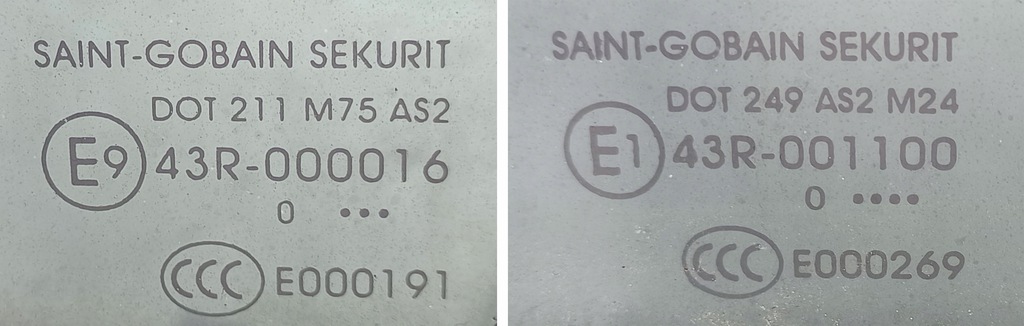 SAINT-GOBAIN SEKURIT
DOT 211 M75 AS2
E9 43R-000016
0 •••
CCC E000191
SAINT-GOBAIN SEKURIT
DOT 249 AS2 M24
E1 43R-001100
0 ••••
CCC E000269